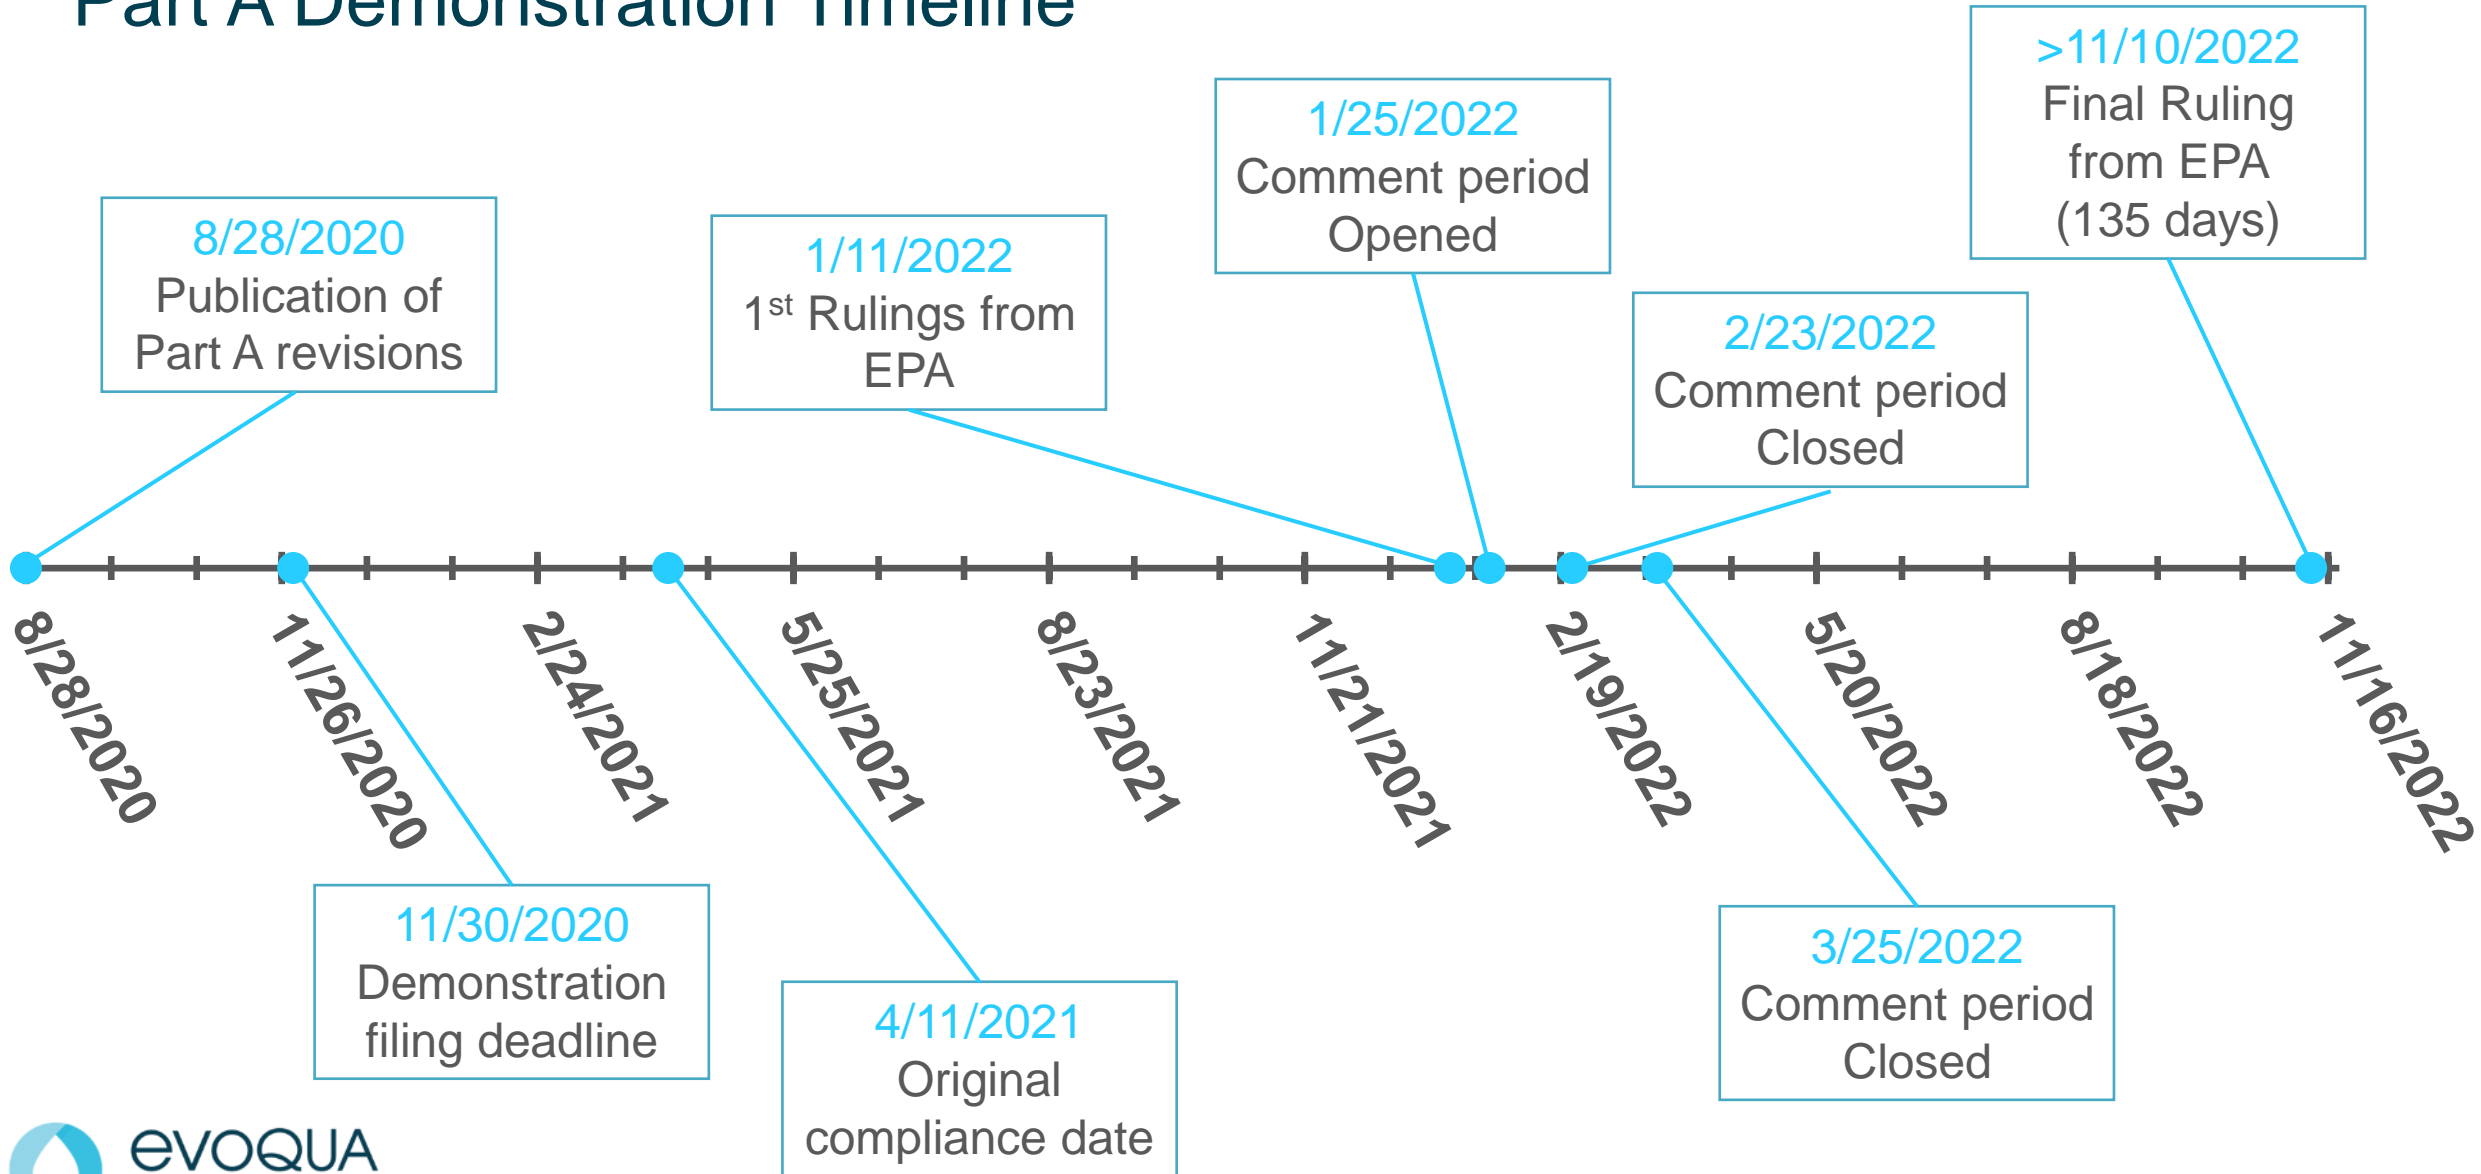 Part A Demonstration Timeline
8/28/2020
Publication of
Part A revisions
1/11/2022
1st Rulings from
EPA
1/25/2022
Comment period
Opened
2/23/2022
Comment period
Closed
>11/10/2022
Final Ruling
from EPA
(135 days)
8/28/2020
11/26/2020
2/24/2021
5/25/2021
8/23/2021
11/21/2021
2/19/2022
5/20/2022
8/18/2022
11/16/2022
11/30/2020
Demonstration
filing deadline
4/11/2021
Original
compliance date
3/25/2022
Comment period
Closed
evoqua